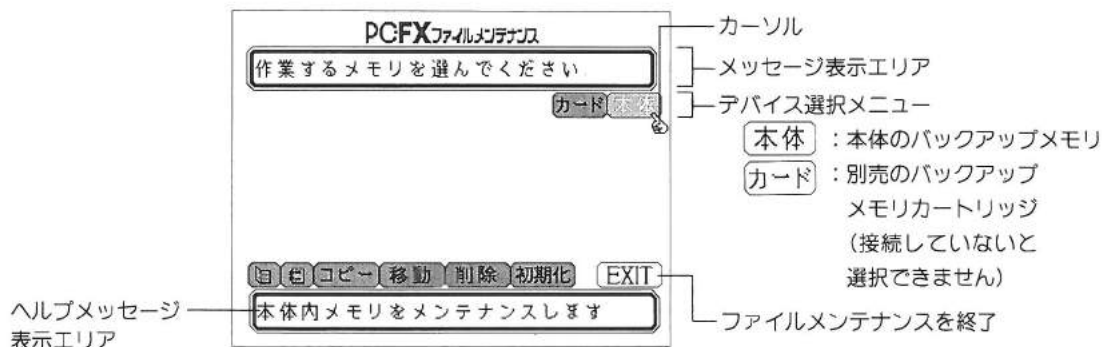 PCFXファイルメンテナンス
カーソル
作業するメモリを選んでください
メッセージ表示エリア
カード 本体
デバイス選択メニュー
本体 ：本体のバックアップメモリ
カード ：別売のバックアップ
メモリカートリッジ
（接続していないと
選択できません）
コピー 移動 削除 初期化 EXIT
本体内メモリをメンテナンスします
ヘルプメッセージ
表示エリア
ファイルメンテナンスを終了